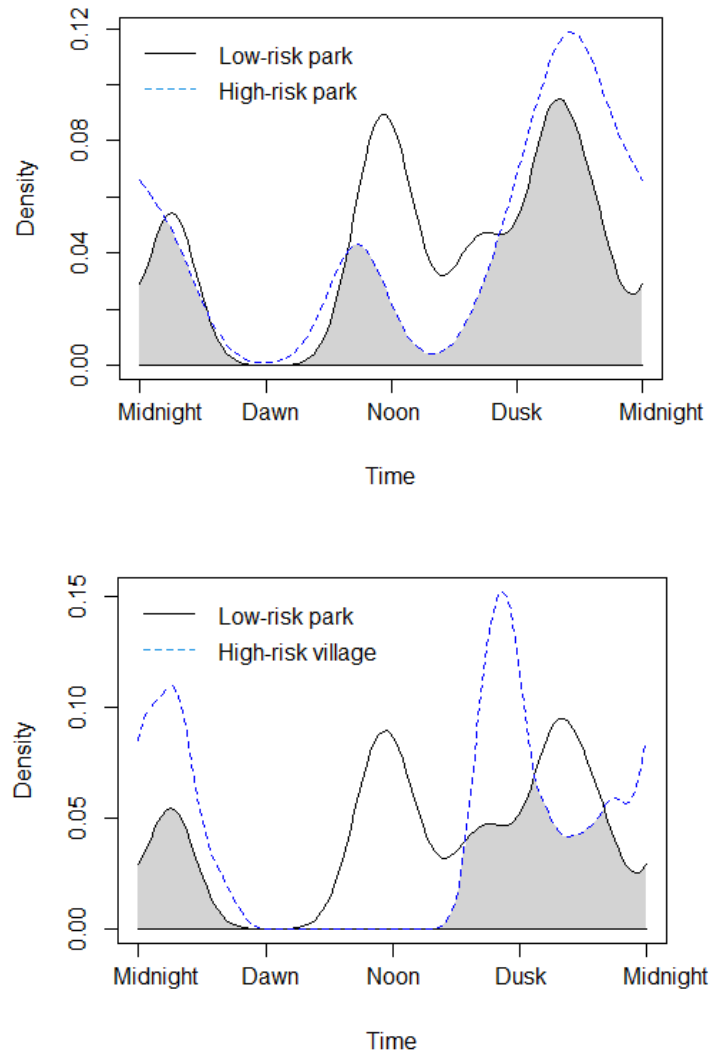 0.12
0.08
0.04
0.00
Density
Low-risk park
High-risk park
Midnight Dawn Noon Dusk Midnight
Time
0.15
0.10
0.05
0.00
Density
Low-risk park
High-risk village
Midnight Dawn Noon Dusk Midnight
Time